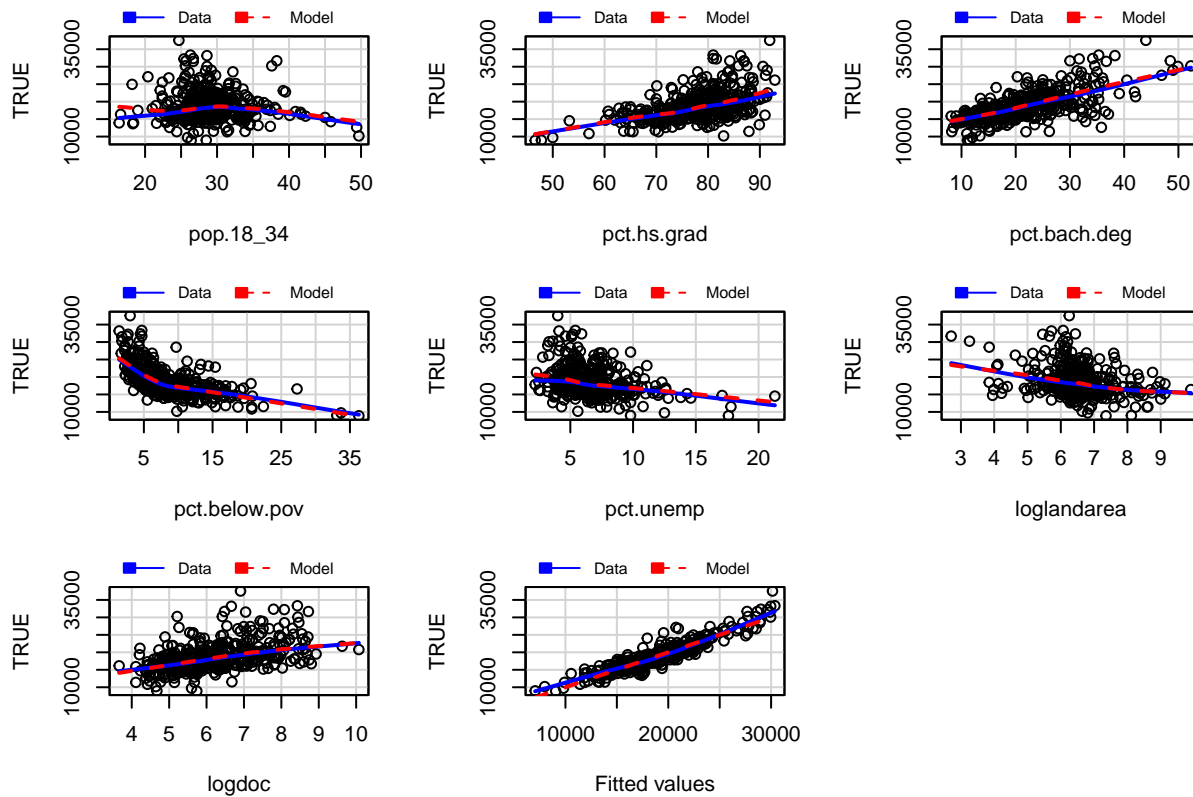 Data Model
TRUE
10000 35000
20 30 40 50
pop.18_34
Data Model
TRUE
10000 35000
50 60 70 80 90
pct.hs.grad
Data Model
TRUE
10000 35000
10 20 30 40 50
pct.bach.deg
Data Model
TRUE
10000 35000
5 15 25 35
pct.below.pov
Data Model
TRUE
10000 35000
5 10 15 20
pct.unemp
Data Model
TRUE
10000 35000
3 4 5 6 7 8 9
loglandarea
Data Model
TRUE
10000 35000
4 5 6 7 8 9 10
logdoc
Data Model
TRUE
10000 35000
10000 20000 30000
Fitted values